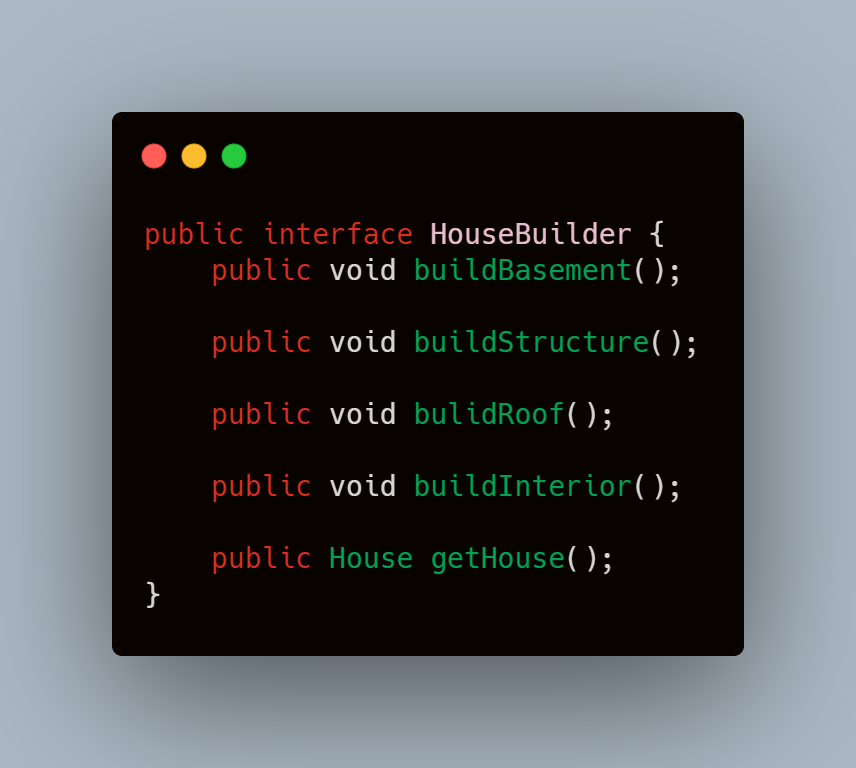 public interface HouseBuilder {
    public void buildBasement();

    public void buildStructure();

    public void bulidRoof();

    public void buildInterior();

    public House getHouse();
}